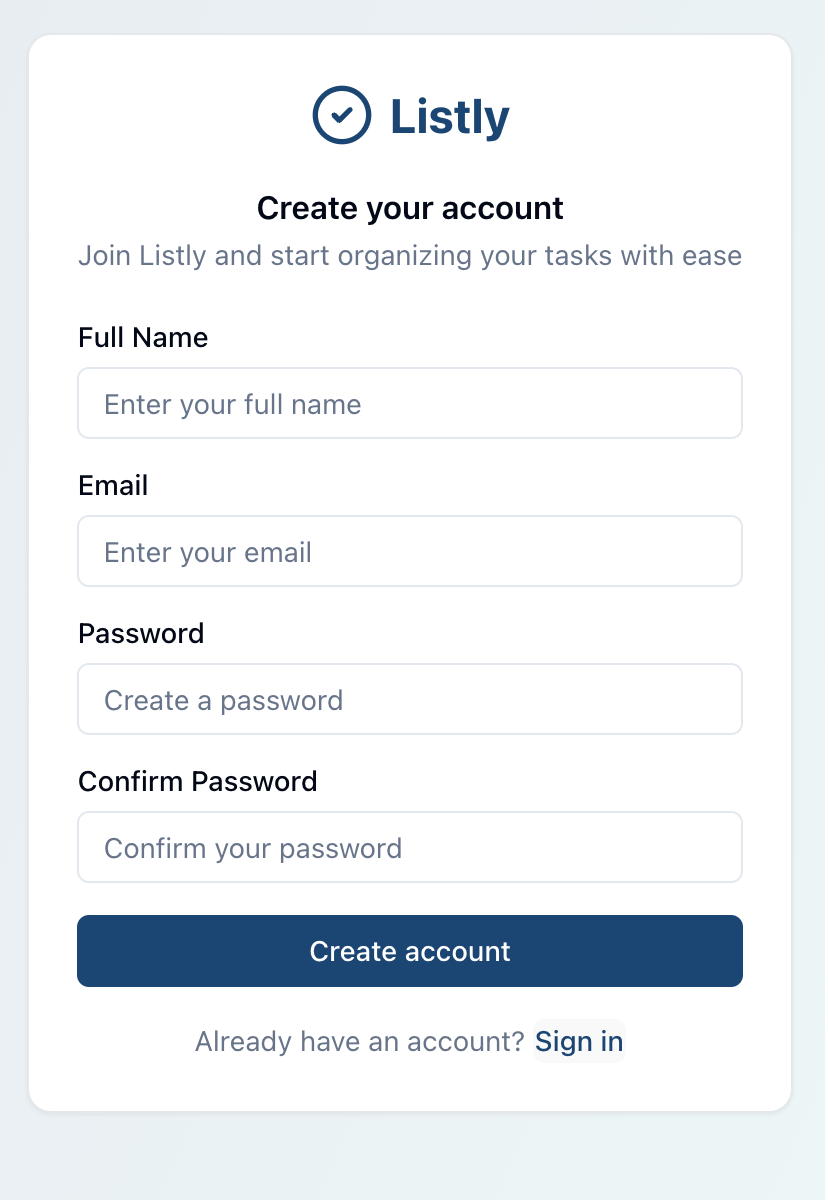 Listly
Create your account
Join Listly and start organizing your tasks with ease
Full Name
Enter your full name
Email
Enter your email
Password
Create a password
Confirm Password
Confirm your password
Create account
Already have an account? Sign in